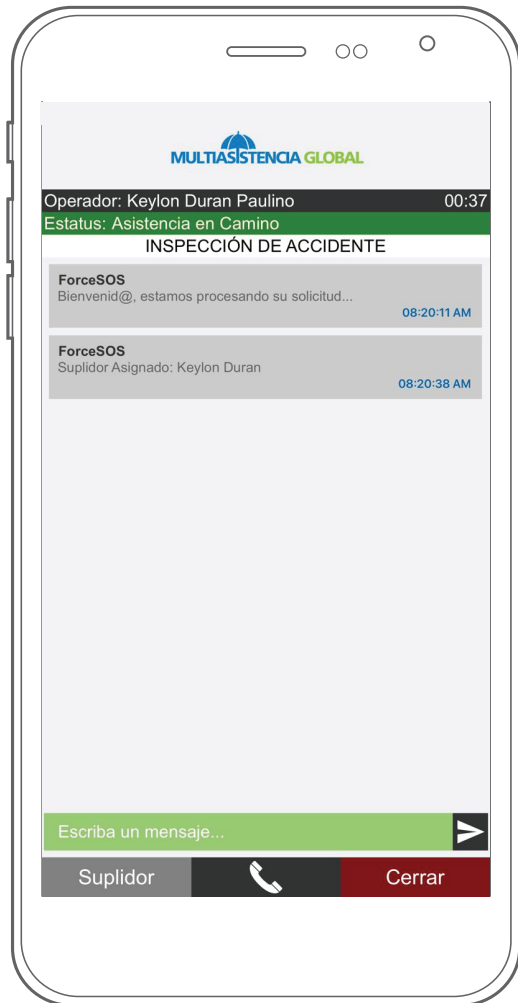 MULTIASISTENCIA GLOBAL
Operador: Keylon Duran Paulino 00:37
Estatus: Asistencia en Camino
INSPECCIÓN DE ACCIDENTE
ForceSOS
Bienvenid@, estamos procesando su solicitud...
08:20:11 AM
ForceSOS
Suplidor Asignado: Keylon Duran
08:20:38 AM
Escriba un mensaje...
Suplidor Cerrar